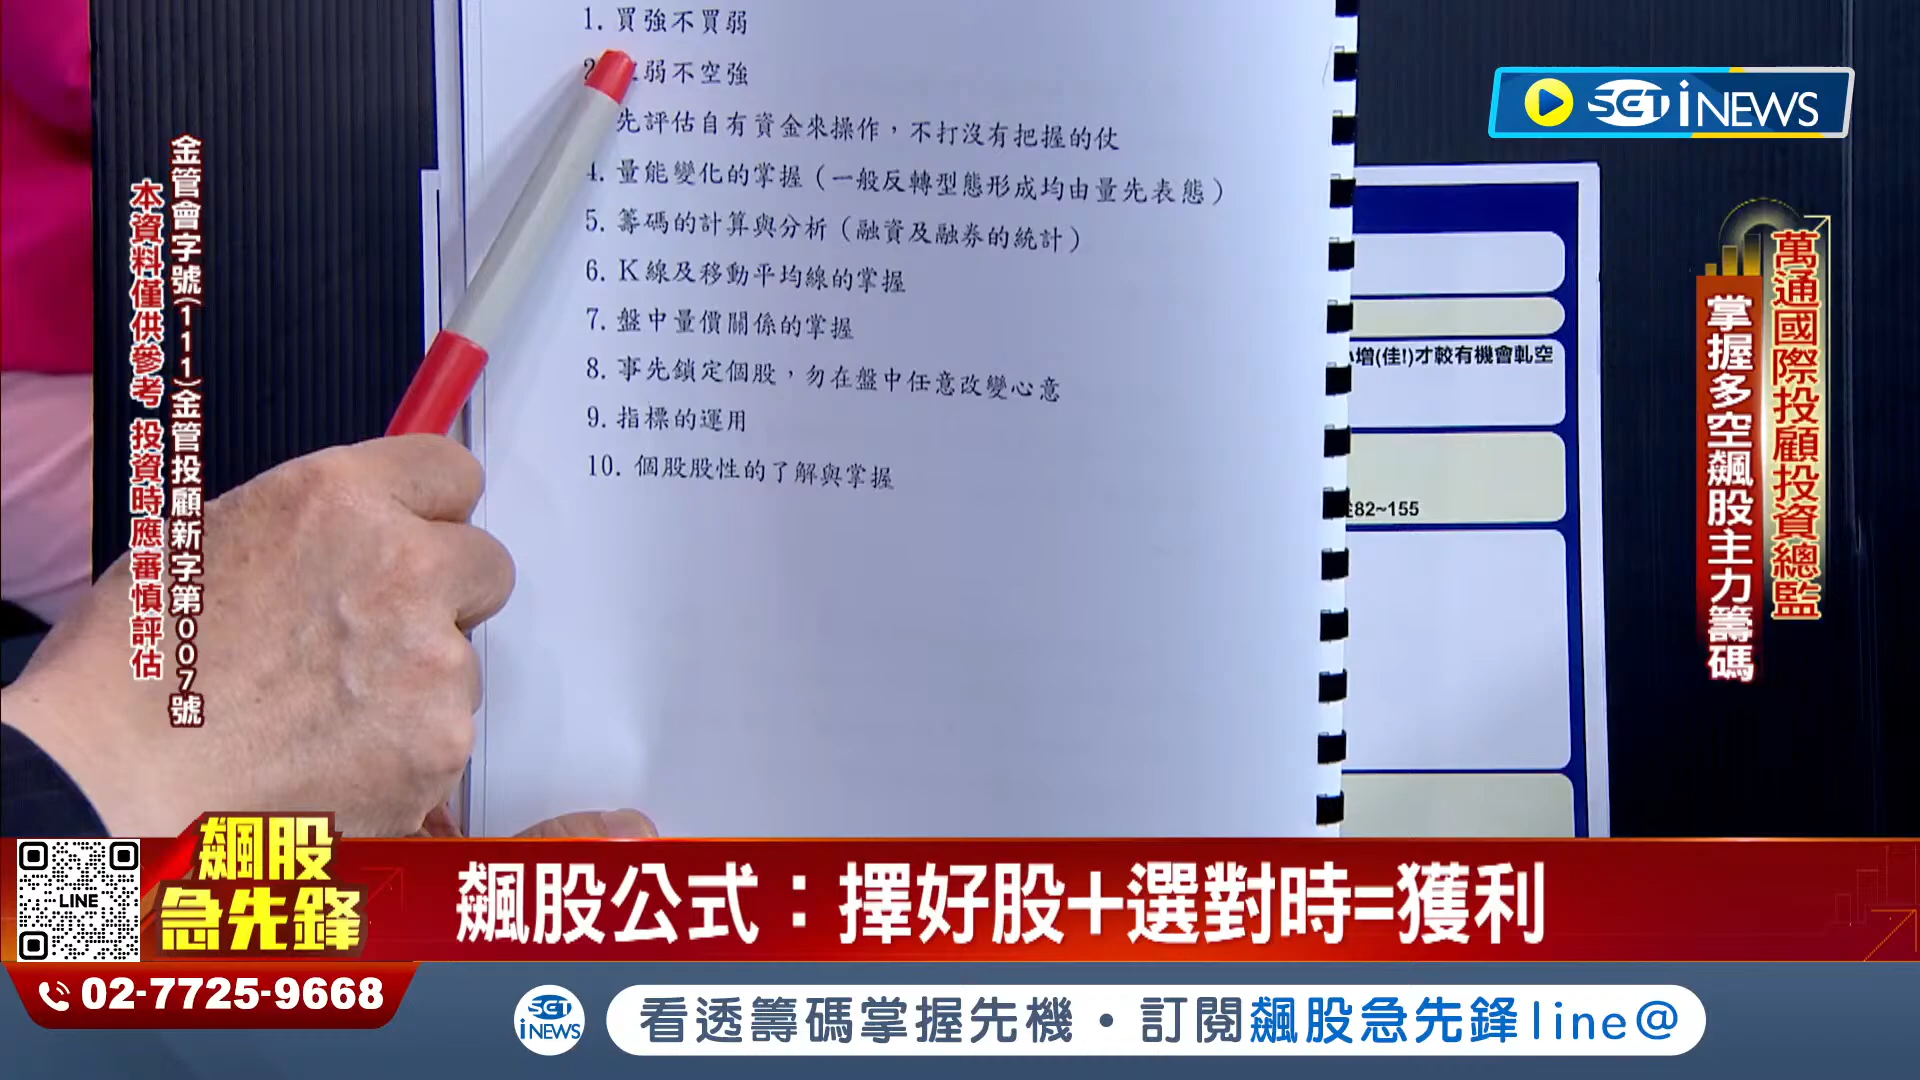 1. 買強不買弱
2 弱不空強
先評估自有資金來操作，不打沒有把握的仗
4. 量能變化的掌握（一般反轉型態形成均由量先表態）
5. 籌碼的計算與分析（融資及融券的統計）
6. K線及移動平均線的掌握
7. 盤中量價關係的掌握
8. 事先鎖定個股，勿在盤中任意改變心意
9. 指標的運用
10. 個股股性的了解與掌握
增(佳!)才較有機會軋空
82~155
SET iNEWS
萬通國際投顧投資總監
掌握多空飆股主力籌碼
金管會字號(111)金管投顧新字第007號
本資料僅供參考 投資時應審慎評估
LINE
飆股
急先鋒
飆股公式：擇好股+選對時=獲利
02-7725-9668
SET
iNEWS
看透籌碼掌握先機・訂閱飆股急先鋒line@